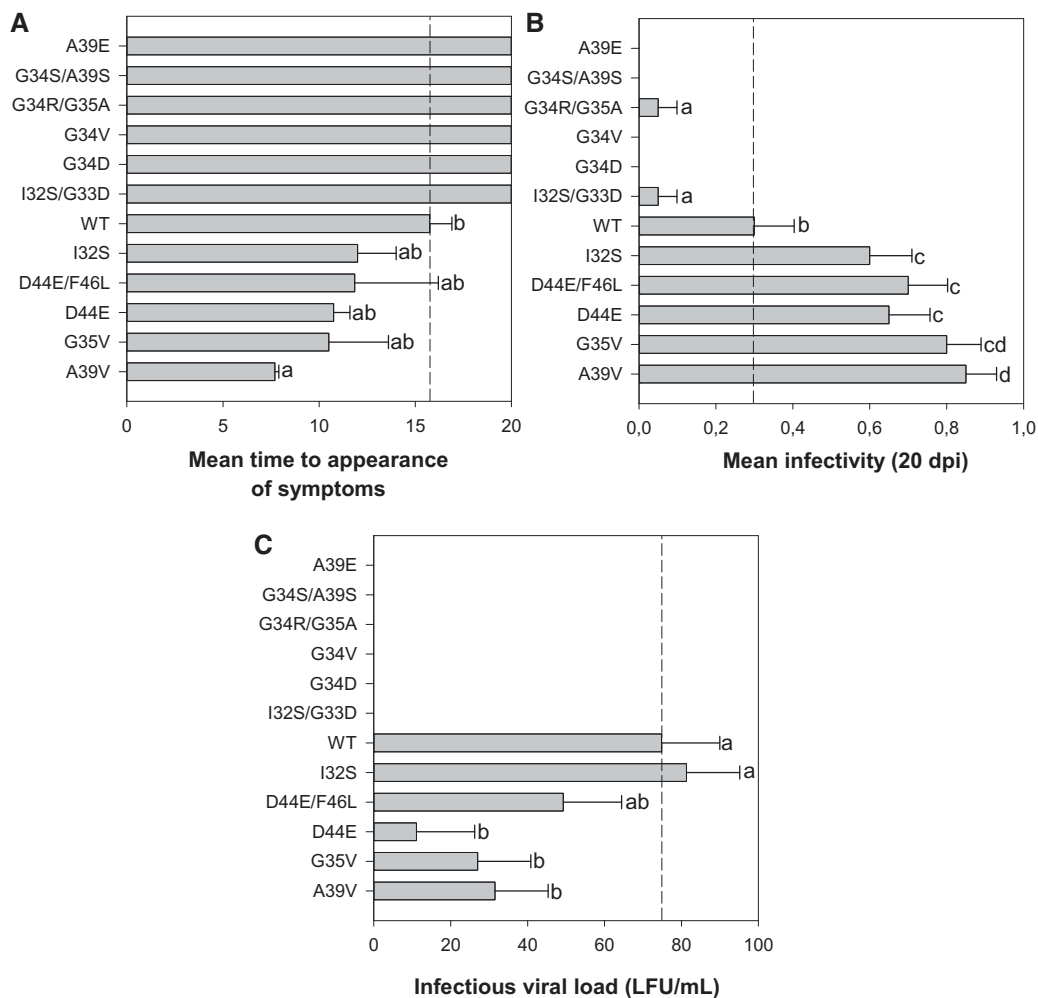 A
A39E
G34S/A39S
G34R/G35A
G34V
G34D
I32S/G33D
WT
b
I32S
ab
D44E/F46L
ab
D44E
ab
G35V
ab
A39V
a
0 5 10 15 20
Mean time to appearance
of symptoms
B
A39E
G34S/A39S
G34R/G35A
a
G34V
G34D
I32S/G33D
a
WT
b
I32S
c
D44E/F46L
c
D44E
c
G35V
cd
A39V
d
0,0 0,2 0,4 0,6 0,8 1,0
Mean infectivity (20 dpi)
C
A39E
G34S/A39S
G34R/G35A
G34V
G34D
I32S/G33D
WT
a
I32S
a
D44E/F46L
ab
D44E
b
G35V
b
A39V
b
0 20 40 60 80 100
Infectious viral load (LFU/mL)